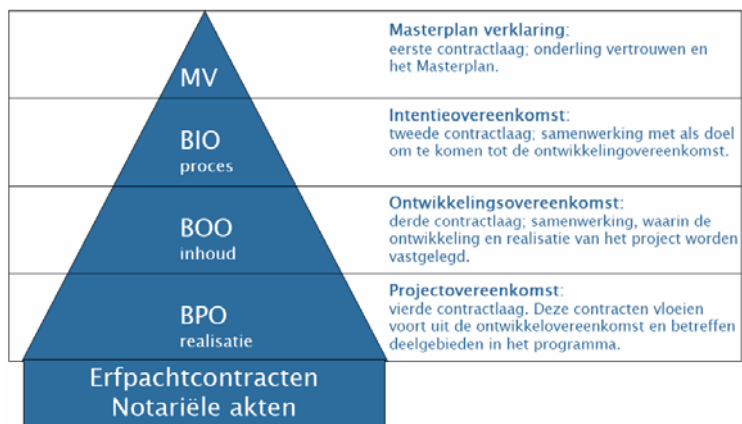 MV
Masterplan verklaring:
eerste contractlaag; onderling vertrouwen en
het Masterplan.
BIO
proces
Intentieovereenkomst:
tweede contractlaag; samenwerking met als doel
om te komen tot de ontwikkelingovereenkomst.
BOO
inhoud
Ontwikkelingsovereenkomst:
derde contractlaag; samenwerking, waarin de
ontwikkeling en realisatie van het project worden
vastgelegd.
BPO
realisatie
Projectovereenkomst:
vierde contractlaag. Deze contracten vloeien
voort uit de ontwikkelovereenkomst en betreffen
deelgebieden in het programma.
Erfpachtcontracten
Notariële akten